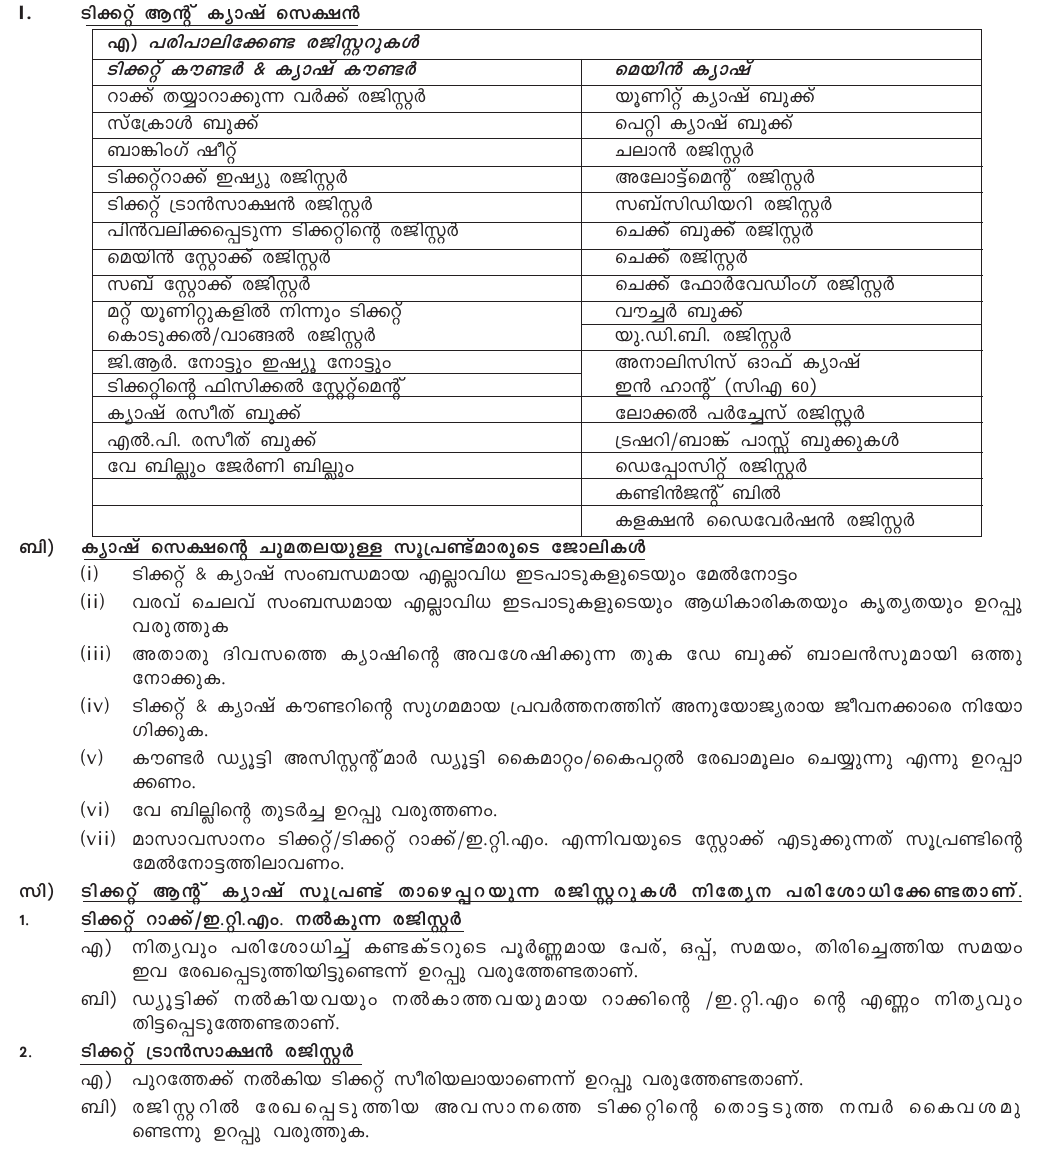 I. ടിക്കറ്റ് ആന്റ് ക്യാഷ് സെക്ഷൻ
എ) പരിപാലിക്കേണ്ട രജിസ്റ്ററുകൾ
ടിക്കറ്റ് കൗണ്ടർ & ക്യാഷ് കൗണ്ടർ മെയിൻ ക്യാഷ്
റാക്ക് തയ്യാറാക്കുന്ന വർക്ക് രജിസ്റ്റർ യൂണിറ്റ് ക്യാഷ് ബുക്ക്
സ്ക്രോൾ ബുക്ക് പെറ്റി ക്യാഷ് ബുക്ക്
ബാങ്കിംഗ് ഷീറ്റ് ചലാൻ രജിസ്റ്റർ
ടിക്കറ്റ്റാക്ക് ഇഷ്യു രജിസ്റ്റർ അലോട്ട്മെന്റ് രജിസ്റ്റർ
ടിക്കറ്റ് ട്രാൻസാക്ഷൻ രജിസ്റ്റർ സബ്സിഡിയറി രജിസ്റ്റർ
പിൻവലിക്കപ്പെടുന്ന ടിക്കറ്റിന്റെ രജിസ്റ്റർ ചെക്ക് ബുക്ക് രജിസ്റ്റർ
മെയിൻ സ്റ്റോക്ക് രജിസ്റ്റർ ചെക്ക് രജിസ്റ്റർ
സബ് സ്റ്റോക്ക് രജിസ്റ്റർ ചെക്ക് ഫോർവേഡിംഗ് രജിസ്റ്റർ
മറ്റ് യൂണിറ്റുകളിൽ നിന്നും ടിക്കറ്റ് വൗച്ചർ ബുക്ക്
കൊടുക്കൽ/വാങ്ങൽ രജിസ്റ്റർ യു.ഡി.ബി. രജിസ്റ്റർ
ജി.ആർ. നോട്ടും ഇഷ്യൂ നോട്ടും അനാലിസിസ് ഓഫ് ക്യാഷ്
ടിക്കറ്റിന്റെ ഫിസിക്കൽ സ്റ്റേറ്റ്മെന്റ് ഇൻ ഹാന്റ് (സിഎ 60)
ക്യാഷ് രസീത് ബുക്ക് ലോക്കൽ പർച്ചേസ് രജിസ്റ്റർ
എൽ.പി. രസീത് ബുക്ക് ട്രഷറി/ബാങ്ക് പാസ്സ് ബുക്കുകൾ
വേ ബില്ലും ജേർണി ബില്ലും ഡെപ്പോസിറ്റ് രജിസ്റ്റർ
കണ്ടിൻജന്റ് ബിൽ
കളക്ഷൻ ഡൈവേർഷൻ രജിസ്റ്റർ
ബി) ക്യാഷ് സെക്ഷന്റെ ചുമതലയുള്ള സൂപ്രണ്ട്മാരുടെ ജോലികൾ
(i) ടിക്കറ്റ് & ക്യാഷ് സംബന്ധമായ എല്ലാവിധ ഇടപാടുകളുടെയും മേൽനോട്ടം
(ii) വരവ് ചെലവ് സംബന്ധമായ എല്ലാവിധ ഇടപാടുകളുടെയും ആധികാരികതയും കൃത്യതയും ഉറപ്പു
വരുത്തുക
(iii) അതാതു ദിവസത്തെ ക്യാഷിന്റെ അവശേഷിക്കുന്ന തുക ഡേ ബുക്ക് ബാലൻസുമായി ഒത്തു
നോക്കുക.
(iv) ടിക്കറ്റ് & ക്യാഷ് കൗണ്ടറിന്റെ സുഗമമായ പ്രവർത്തനത്തിന് അനുയോജ്യരായ ജീവനക്കാരെ നിയോ
ഗിക്കുക.
(v) കൗണ്ടർ ഡ്യൂട്ടി അസിസ്റ്റന്റ്മാർ ഡ്യൂട്ടി കൈമാറ്റം/കൈപറ്റൽ രേഖാമൂലം ചെയ്യുന്നു എന്നു ഉറപ്പാ
ക്കണം.
(vi) വേ ബില്ലിന്റെ തുടർച്ച ഉറപ്പു വരുത്തണം.
(vii) മാസാവസാനം ടിക്കറ്റ്/ടിക്കറ്റ് റാക്ക്/ഇ.റ്റി.എം. എന്നിവയുടെ സ്റ്റോക്ക് എടുക്കുന്നത് സൂപ്രണ്ടിന്റെ
മേൽനോട്ടത്തിലാവണം.
സി) ടിക്കറ്റ് ആന്റ് ക്യാഷ് സൂപ്രണ്ട് താഴെപ്പറയുന്ന രജിസ്റ്ററുകൾ നിത്യേന പരിശോധിക്കേണ്ടതാണ്.
1. ടിക്കറ്റ് റാക്ക്/ഇ.റ്റി.എം. നൽകുന്ന രജിസ്റ്റർ
എ) നിത്യവും പരിശോധിച്ച് കണ്ടക്ടറുടെ പൂർണ്ണമായ പേര്, ഒപ്പ്, സമയം, തിരിച്ചെത്തിയ സമയം
ഇവ രേഖപ്പെടുത്തിയിട്ടുണ്ടെന്ന് ഉറപ്പു വരുത്തേണ്ടതാണ്.
ബി) ഡ്യൂട്ടിക്ക് നൽകിയവയും നൽകാത്തവയുമായ റാക്കിന്റെ /ഇ.റ്റി.എം ന്റെ എണ്ണം നിത്യവും
തിട്ടപ്പെടുത്തേണ്ടതാണ്.
2. ടിക്കറ്റ് ട്രാൻസാക്ഷൻ രജിസ്റ്റർ
എ) പുറത്തേക്ക് നൽകിയ ടിക്കറ്റ് സീരിയലായാണെന്ന് ഉറപ്പു വരുത്തേണ്ടതാണ്.
ബി) രജിസ്റ്ററിൽ രേഖപ്പെടുത്തിയ അവസാനത്തെ ടിക്കറ്റിന്റെ തൊട്ടടുത്ത നമ്പർ കൈവശമു
ണ്ടെന്നു ഉറപ്പു വരുത്തുക.